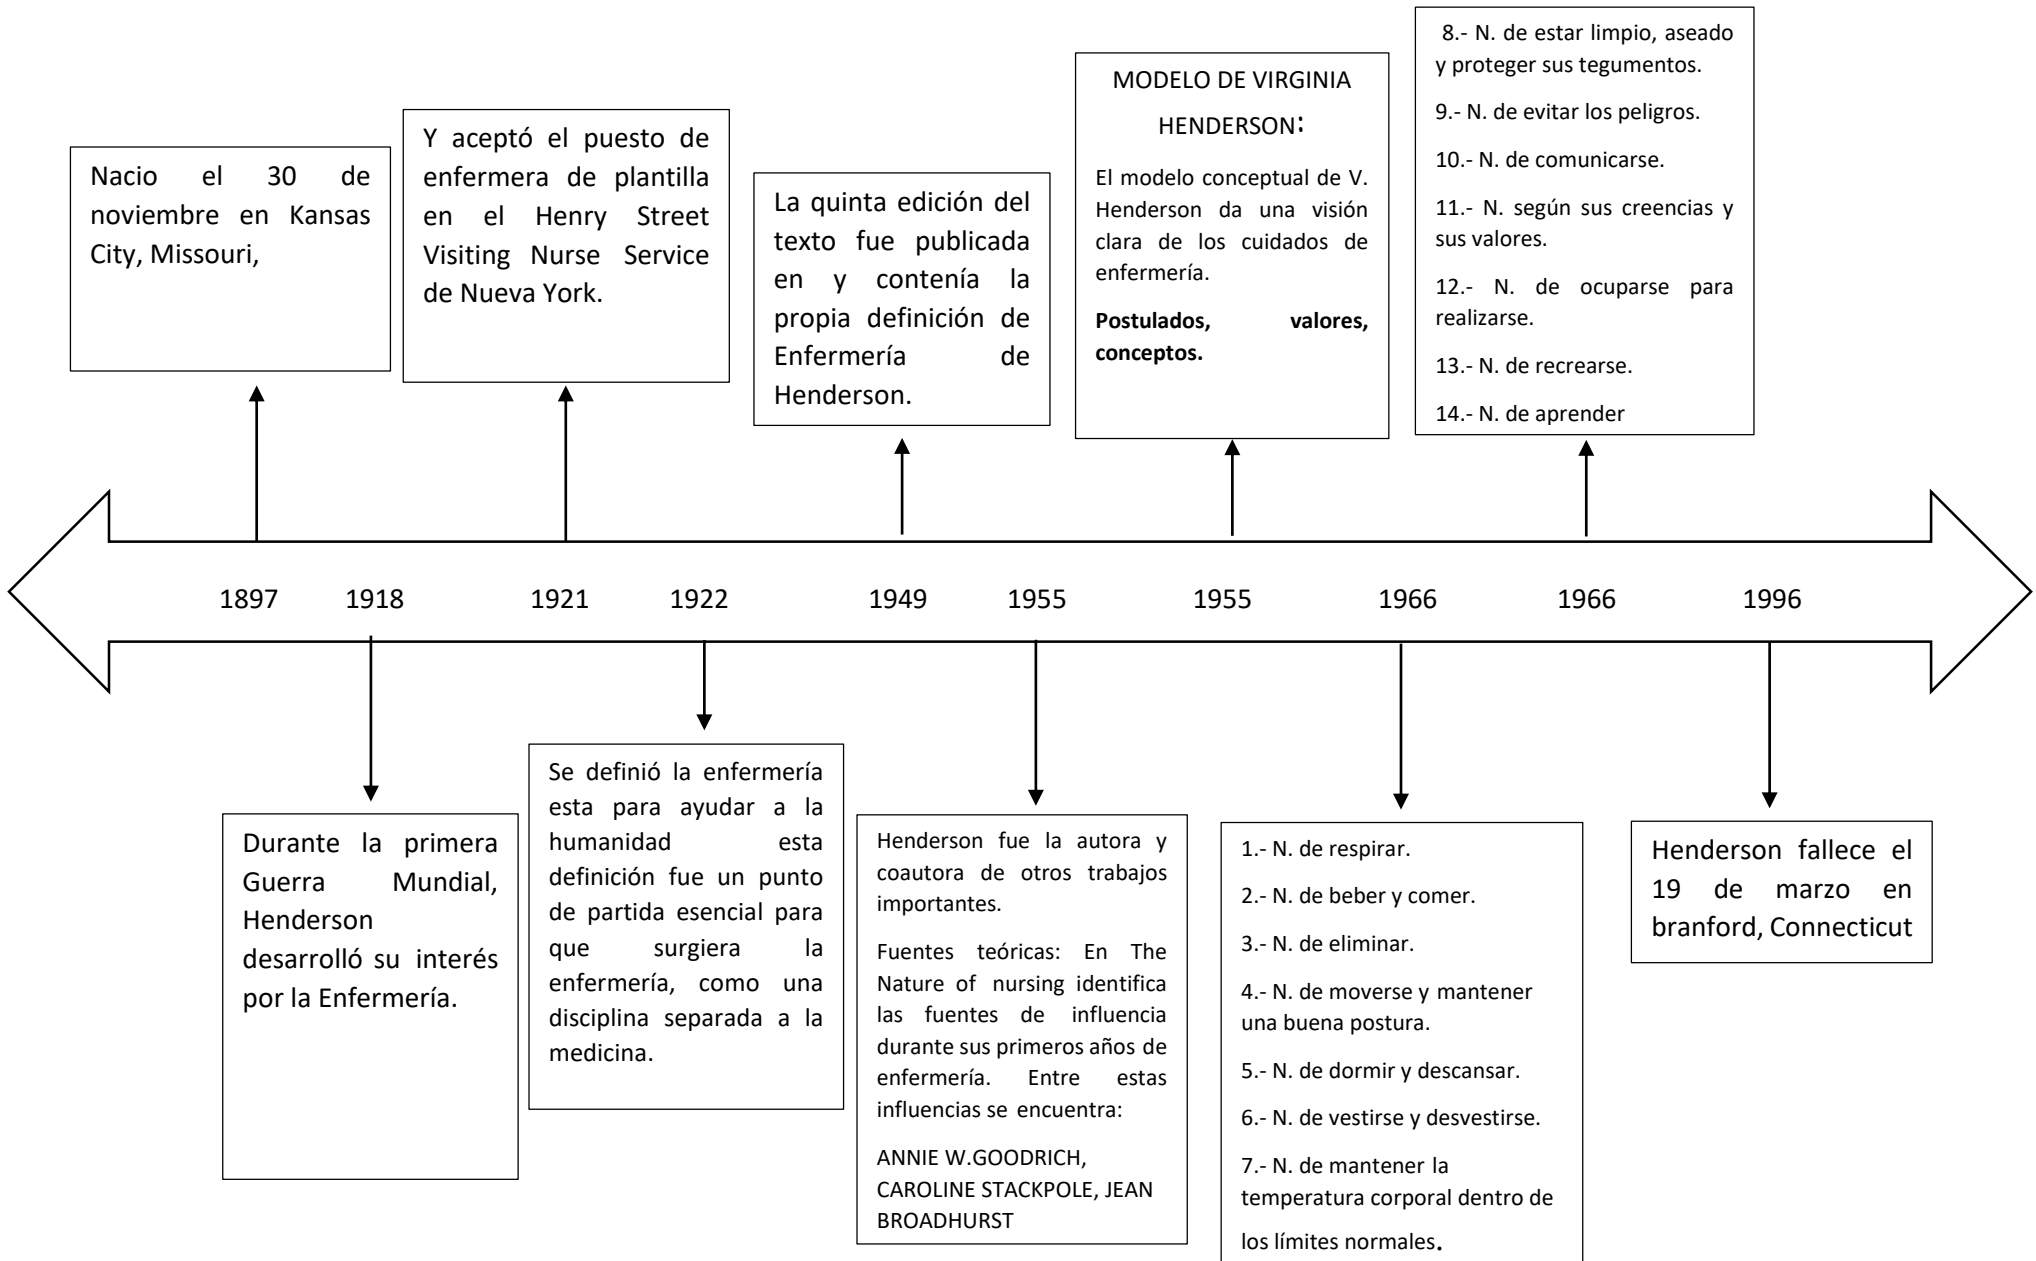 Nacio el 30 de
noviembre en Kansas
City, Missouri,
Y aceptó el puesto de
enfermera de plantilla
en el Henry Street
Visiting Nurse Service
de Nueva York.
La quinta edición del
texto fue publicada
en y contenía la
propia definición de
Enfermería de
Henderson.
MODELO DE VIRGINIA
HENDERSON:
El modelo conceptual de V.
Henderson da una visión
clara de los cuidados de
enfermería.
Postulados, valores,
conceptos.
8.- N. de estar limpio, aseado
y proteger sus tegumentos.
9.- N. de evitar los peligros.
10.- N. de comunicarse.
11.- N. según sus creencias y
sus valores.
12.- N. de ocuparse para
realizarse.
13.- N. de recrearse.
14.- N. de aprender
1897 1918 1921 1922 1949 1955 1955 1966 1966 1996
Durante la primera
Guerra Mundial,
Henderson
desarrolló su interés
por la Enfermería.
Se definió la enfermería
esta para ayudar a la
humanidad esta
definición fue un punto
de partida esencial para
que surgiera la
enfermería, como una
disciplina separada a la
medicina.
Henderson fue la autora y
coautora de otros trabajos
importantes.
Fuentes teóricas: En The
Nature of nursing identifica
las fuentes de influencia
durante sus primeros años de
enfermería. Entre estas
influencias se encuentra:
ANNIE W.GOODRICH,
CAROLINE STACKPOLE, JEAN
BROADHURST
1.- N. de respirar.
2.- N. de beber y comer.
3.- N. de eliminar.
4.- N. de moverse y mantener
una buena postura.
5.- N. de dormir y descansar.
6.- N. de vestirse y desvestirse.
7.- N. de mantener la
temperatura corporal dentro de
los límites normales.
Henderson fallece el
19 de marzo en
branford, Connecticut